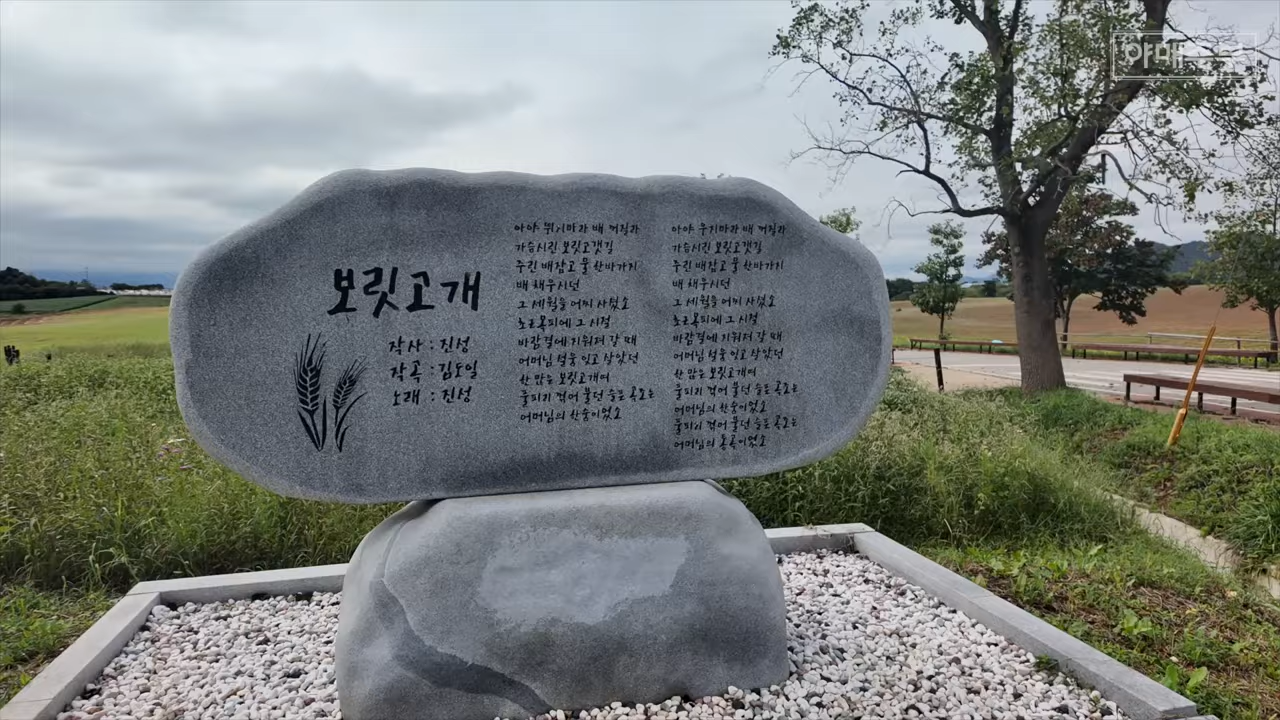 보릿고개
작사 : 진성
작곡 : 김도일
노래 : 진성
아야 뛰지마라 배 꺼질라
가슴시린 보릿고갯길
주린 배잡고 물 한바가지
배 채우시던
그 세월을 어찌 사셨소
초근목피에 그 시절
바람결에 지워져 갈 때
어머님 설움 잊고 살았던
한 많은 보릿고개여
풀피리 꺾어 불던 슬픈 곡조는
어머님의 한숨이었소
아야 우지마라 배 꺼질라
가슴시린 보릿고갯길
주린 배잡고 물 한바가지
배 채우시던
그 세월을 어찌 사셨소
초근목피에 그 시절
바람결에 지워져 갈 때
어머님 설움 잊고 살았던
한 많은 보릿고개여
풀피리 꺾어 불던 슬픈 곡조는
어머님의 한숨이었소
풀피리 꺾어 불던 슬픈 곡조는
어머님의 통곡이었소